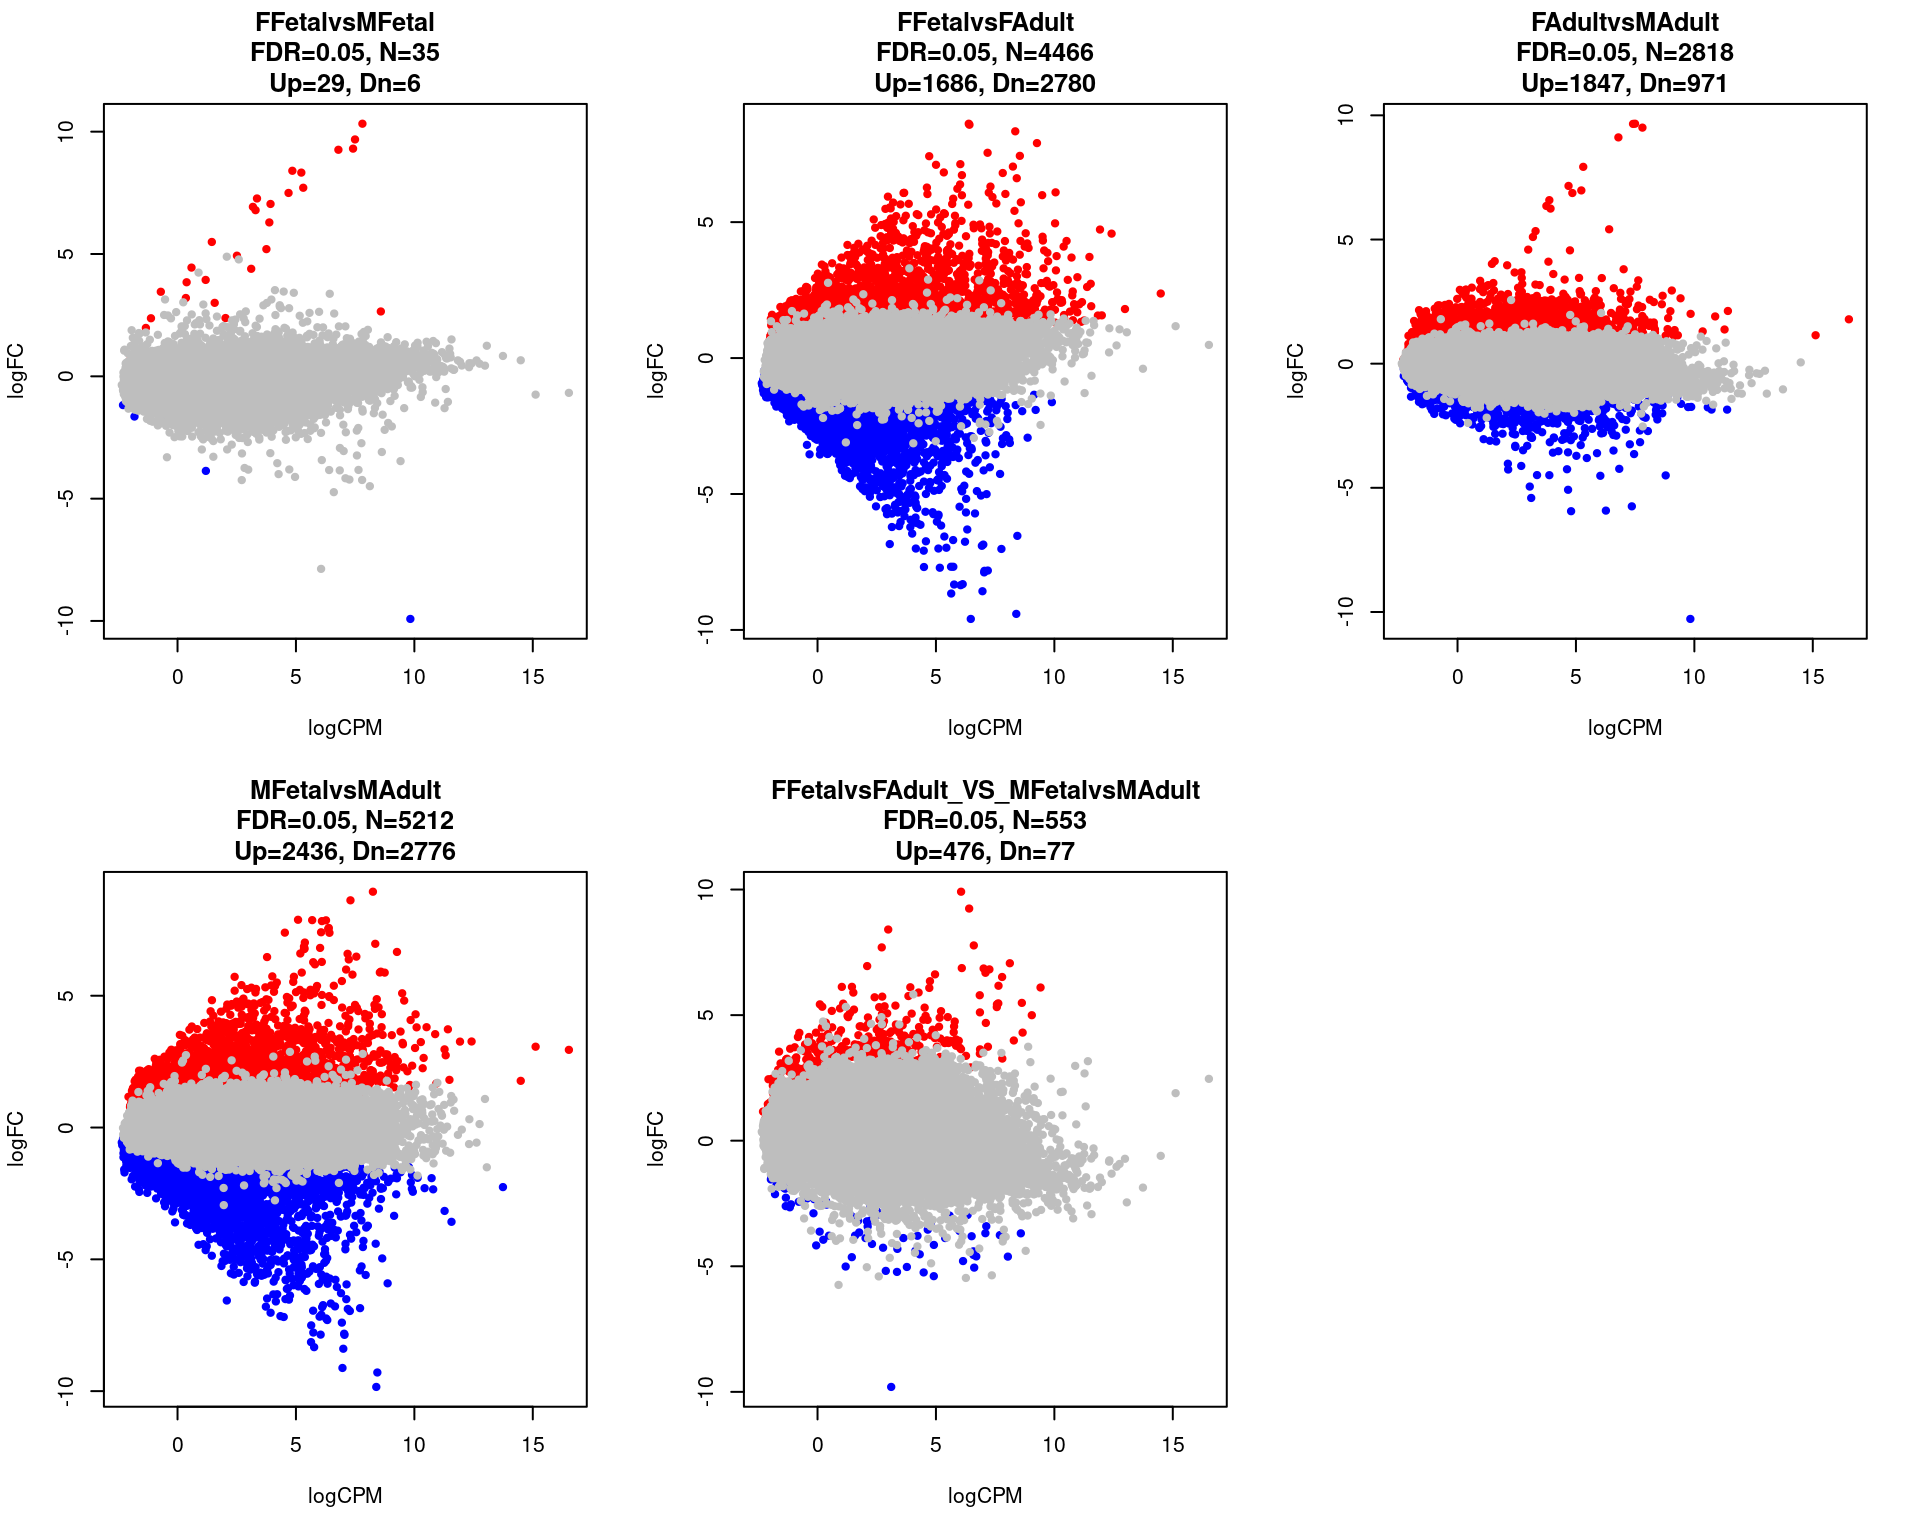 FFetalvsMFetal
FDR=0.05, N=35
Up=29, Dn=6
10
5
0
-5
-10
logFC
0 5 10 15
logCPM
FFetalvsFAdult
FDR=0.05, N=4466
Up=1686, Dn=2780
5
0
-5
-10
logFC
0 5 10 15
logCPM
FAdultvsMAdult
FDR=0.05, N=2818
Up=1847, Dn=971
10
5
0
-5
-10
logFC
0 5 10 15
logCPM
MFetalvsMAdult
FDR=0.05, N=5212
Up=2436, Dn=2776
5
0
-5
-10
logFC
0 5 10 15
logCPM
FFetalvsFAdult_VS_MFetalvsMAdult
FDR=0.05, N=553
Up=476, Dn=77
10
5
0
-5
-10
logFC
0 5 10 15
logCPM